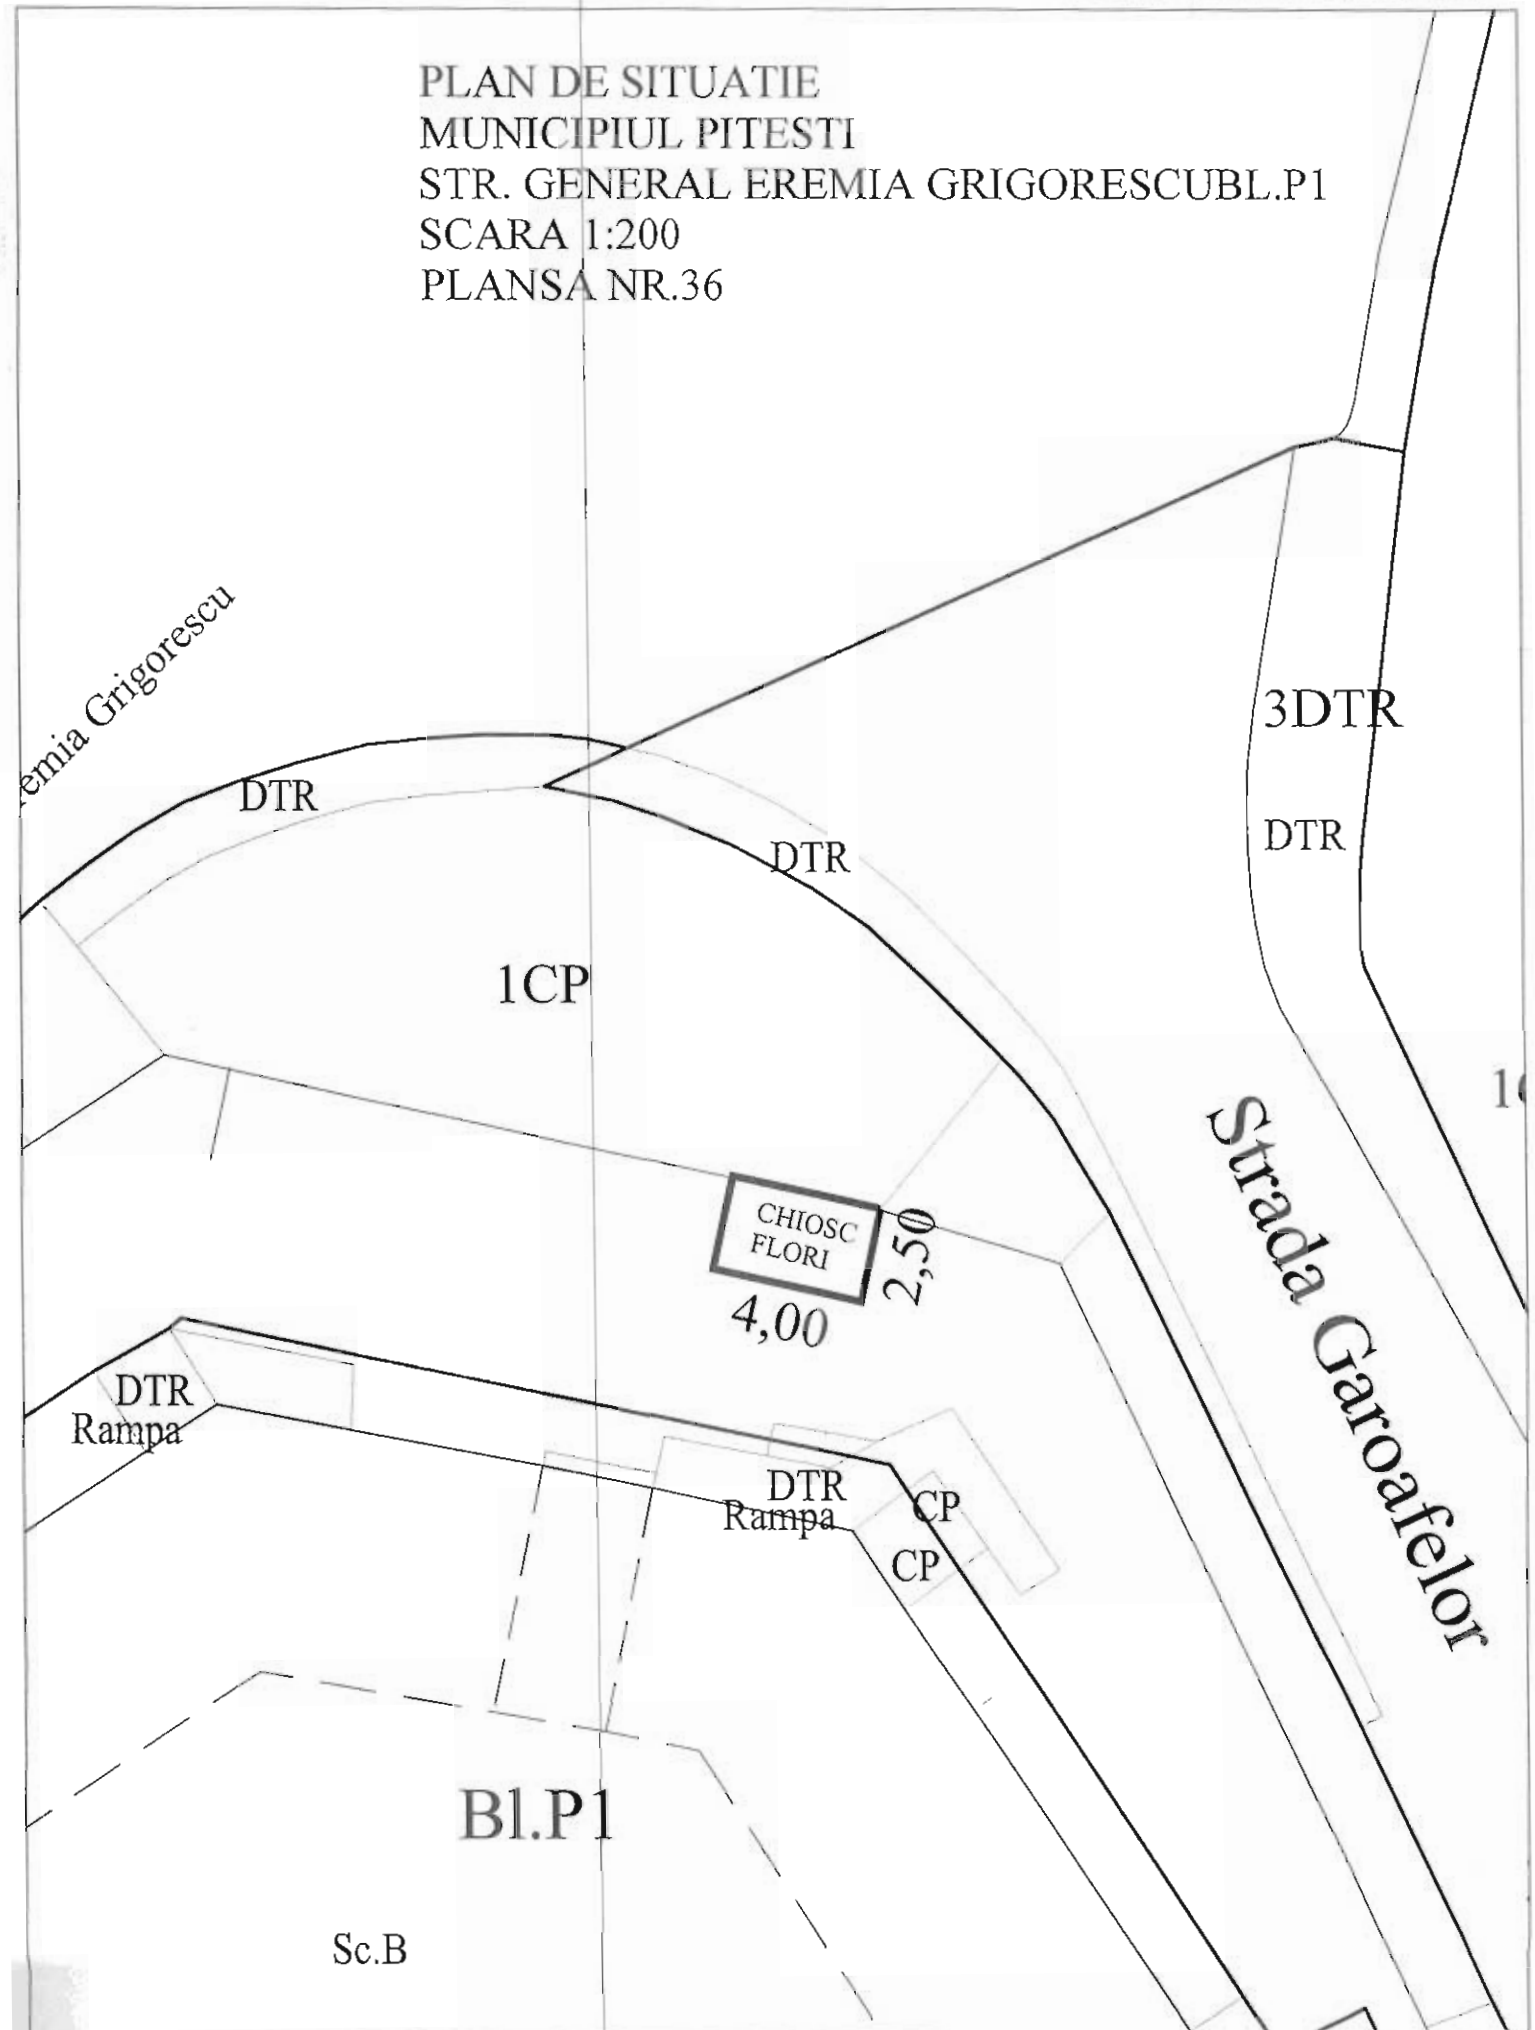 PLAN DE SITUATIE
MUNICIPIUL PITESTI
STR. GENERAL EREMIA GRIGORESCUBL.P1
SCARA 1:200
PLANSA NR.36
remia Grigorescu
3DTR
DTR
DTR
DTR
1CP
Strada Garoafelor
CHIOSC
FLORI
2,50
4,00
DTR
Rampa
DTR
Rampa
CP
CP
Bl.P1
Sc.B